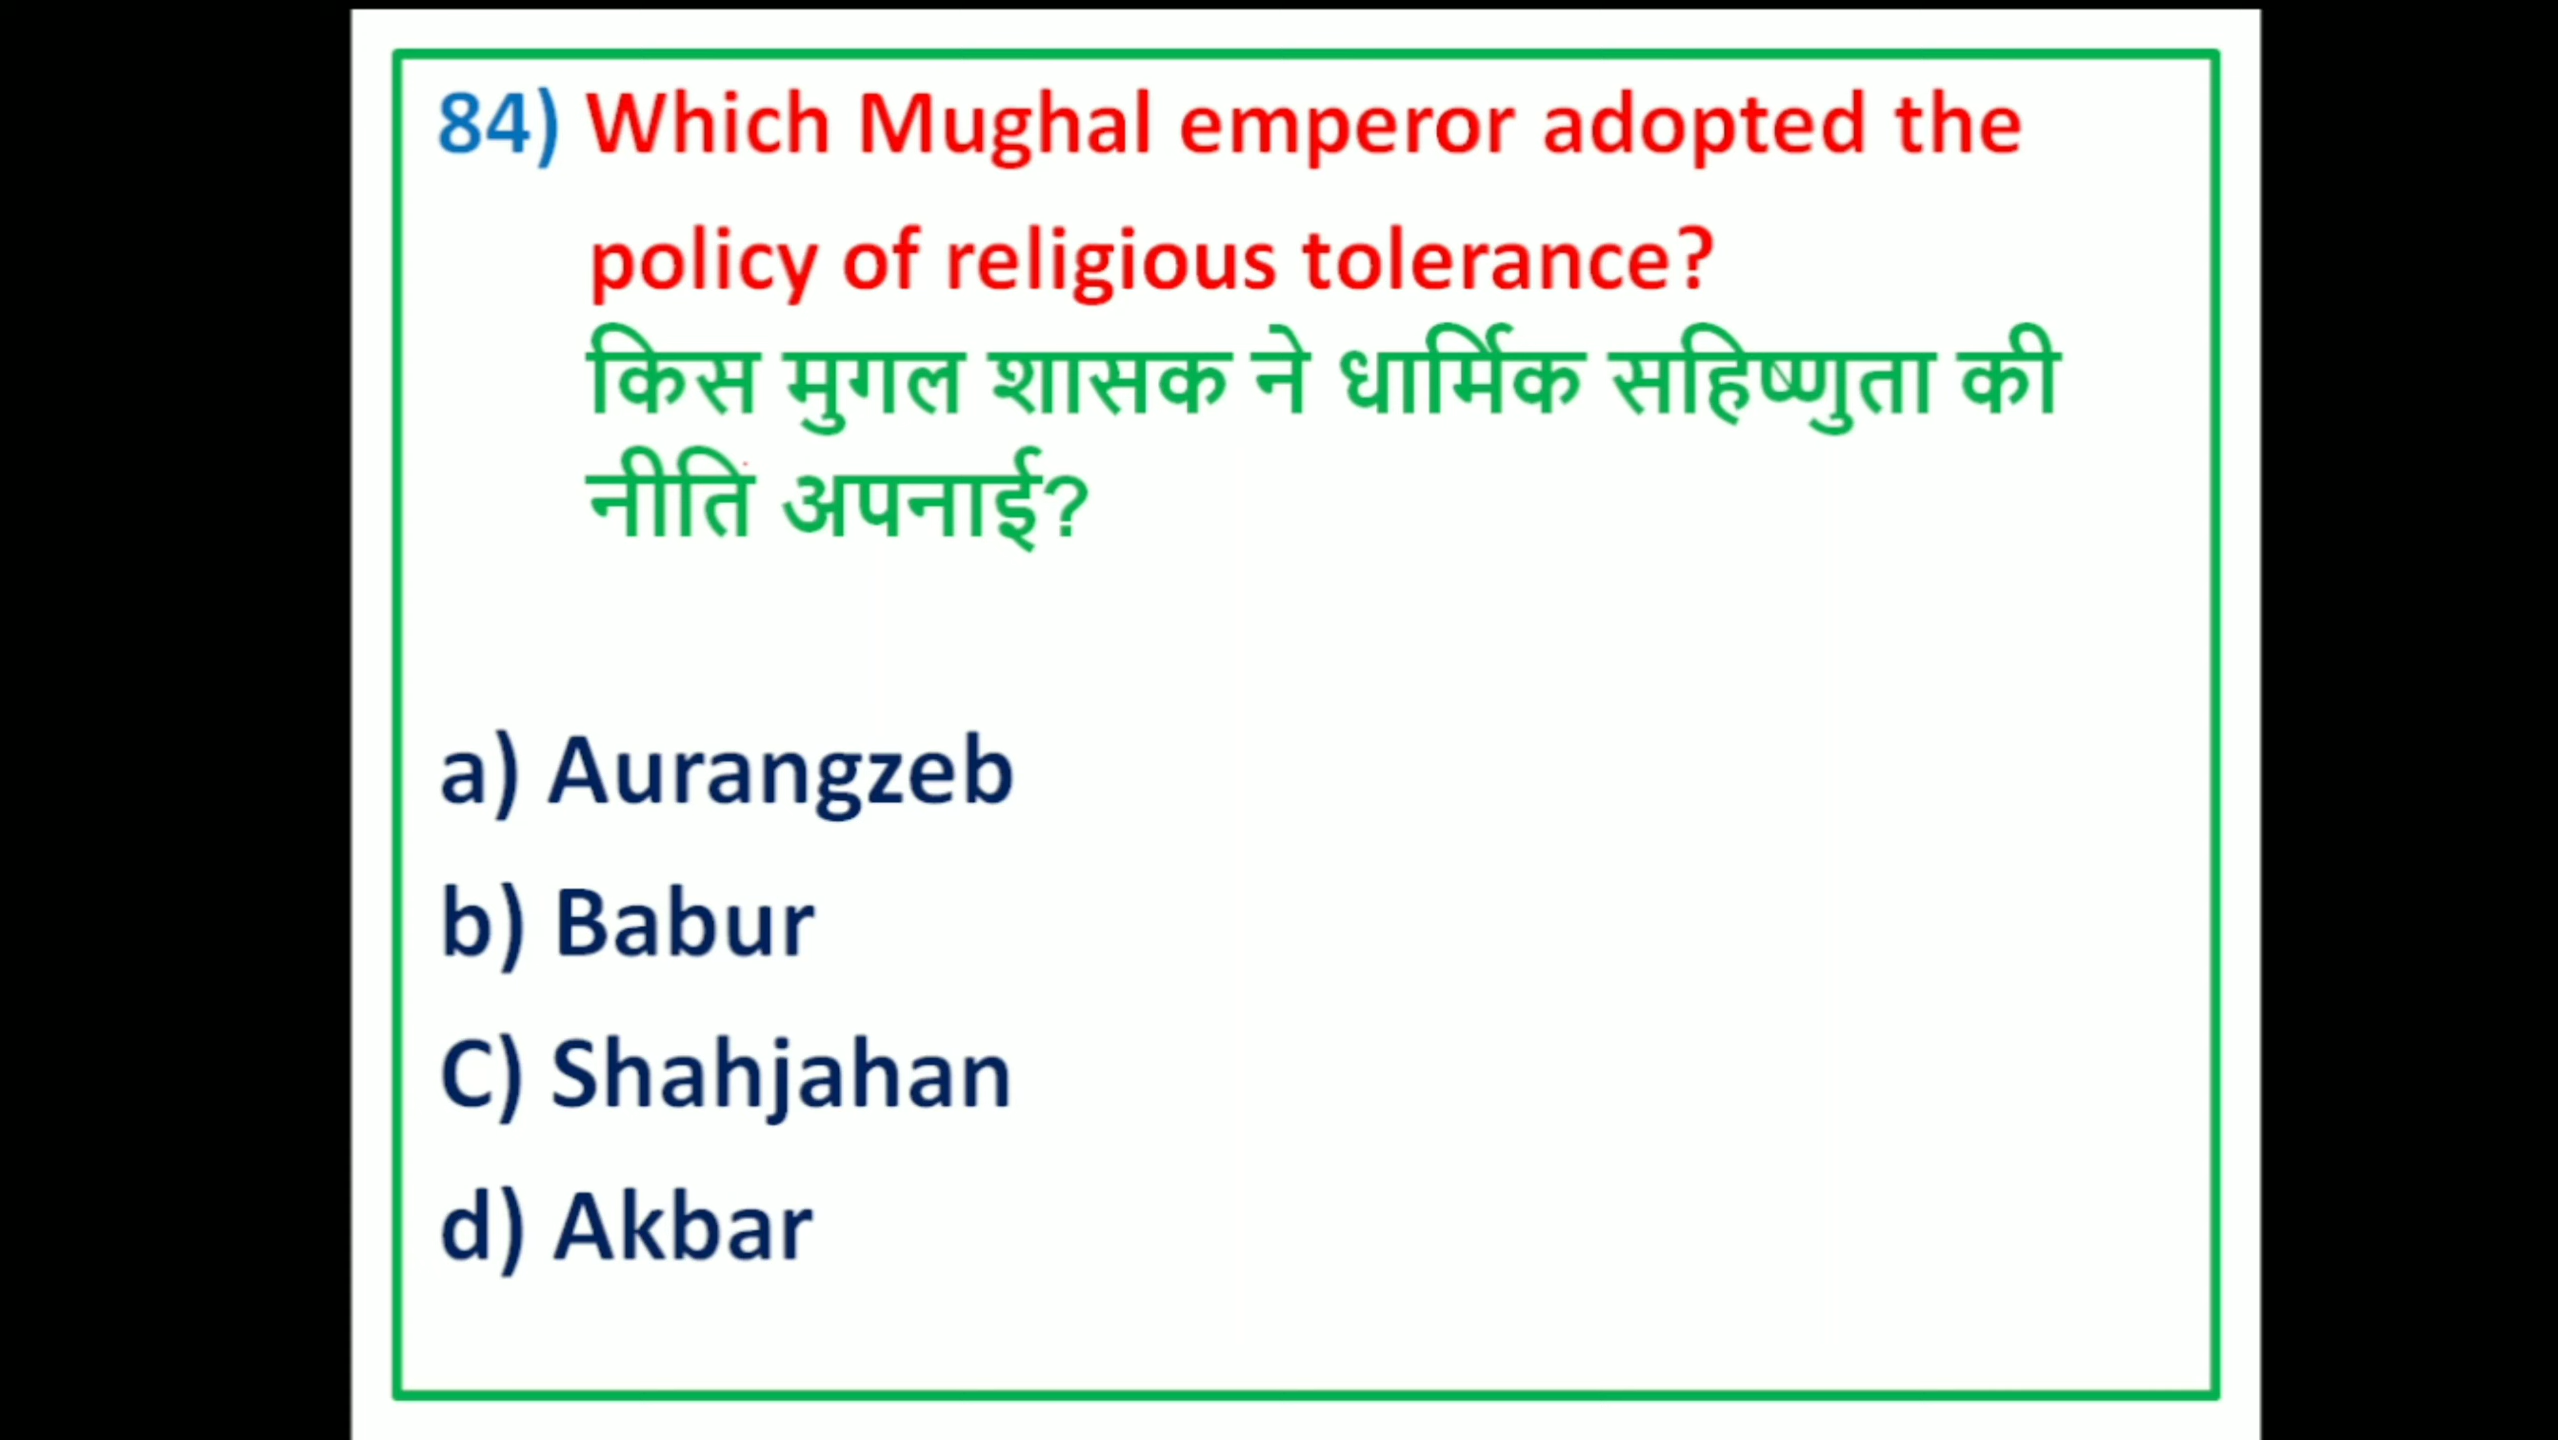 84) Which Mughal emperor adopted the
policy of religious tolerance?
किस मुगल शासक ने धार्मिक सहिष्णुता की
नीति अपनाई?
a) Aurangzeb
b) Babur
C) Shahjahan
d) Akbar